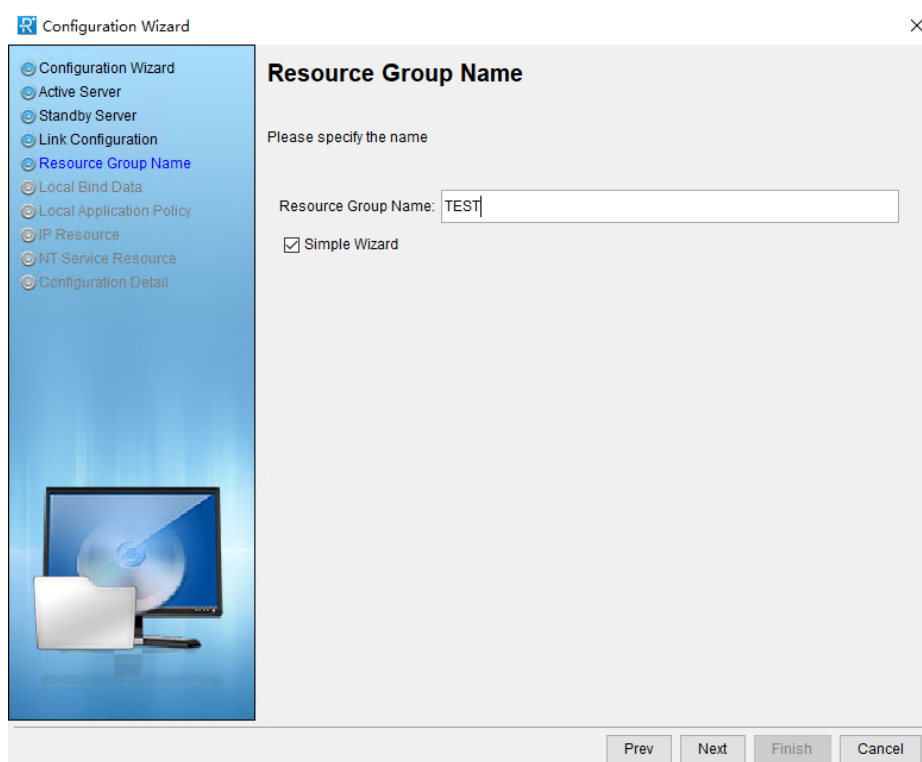 Configuration Wizard
Configuration Wizard
Active Server
Standby Server
Link Configuration
Resource Group Name
Local Bind Data
Local Application Policy
IP Resource
NT Service Resource
Configuration Detail
Resource Group Name
Please specify the name
Resource Group Name: TEST
Simple Wizard
Prev Next Finish Cancel